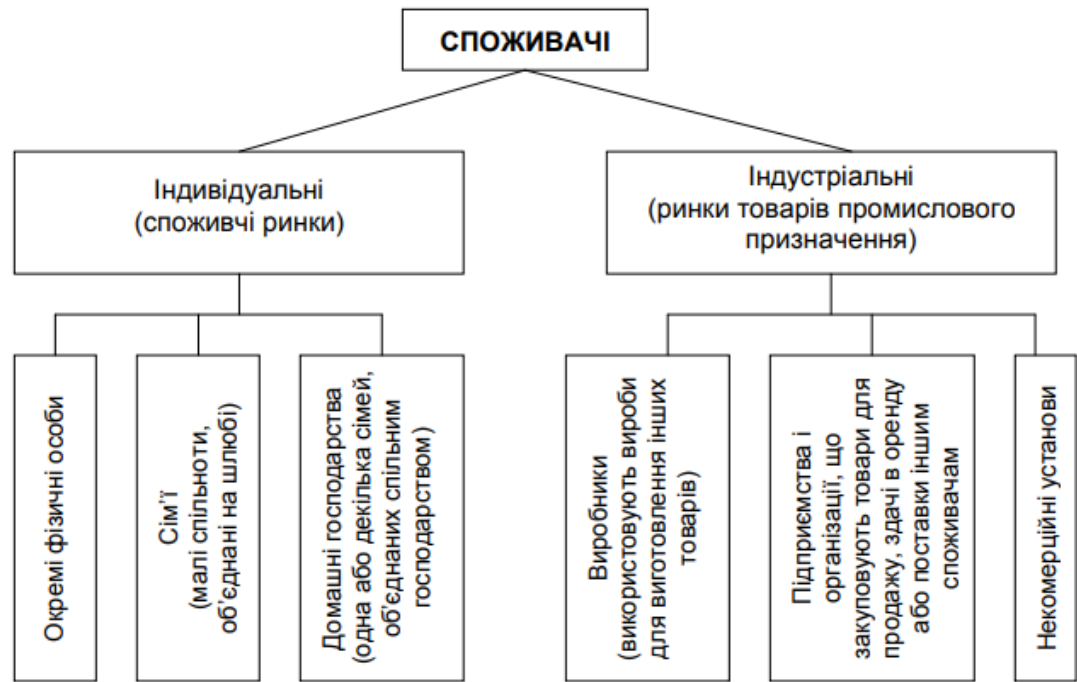 СПОЖИВАЧІ
Індивідуальні
(споживчі ринки)
Індустріальні
(ринки товарів промислового
призначення)
Окремі фізичні особи
Сім’ї
(малі спільноти,
об’єднані на шлюбі)
Домашні господарства
(одна або декілька сімей,
об’єднаних спільним
господарством)
Виробники
(використовують вироби
для виготовлення інших
товарів)
Підприємства і
організації, що
закуповують товари для
продажу, здачі в оренду
або поставки іншим
споживачам
Некомерційні установи